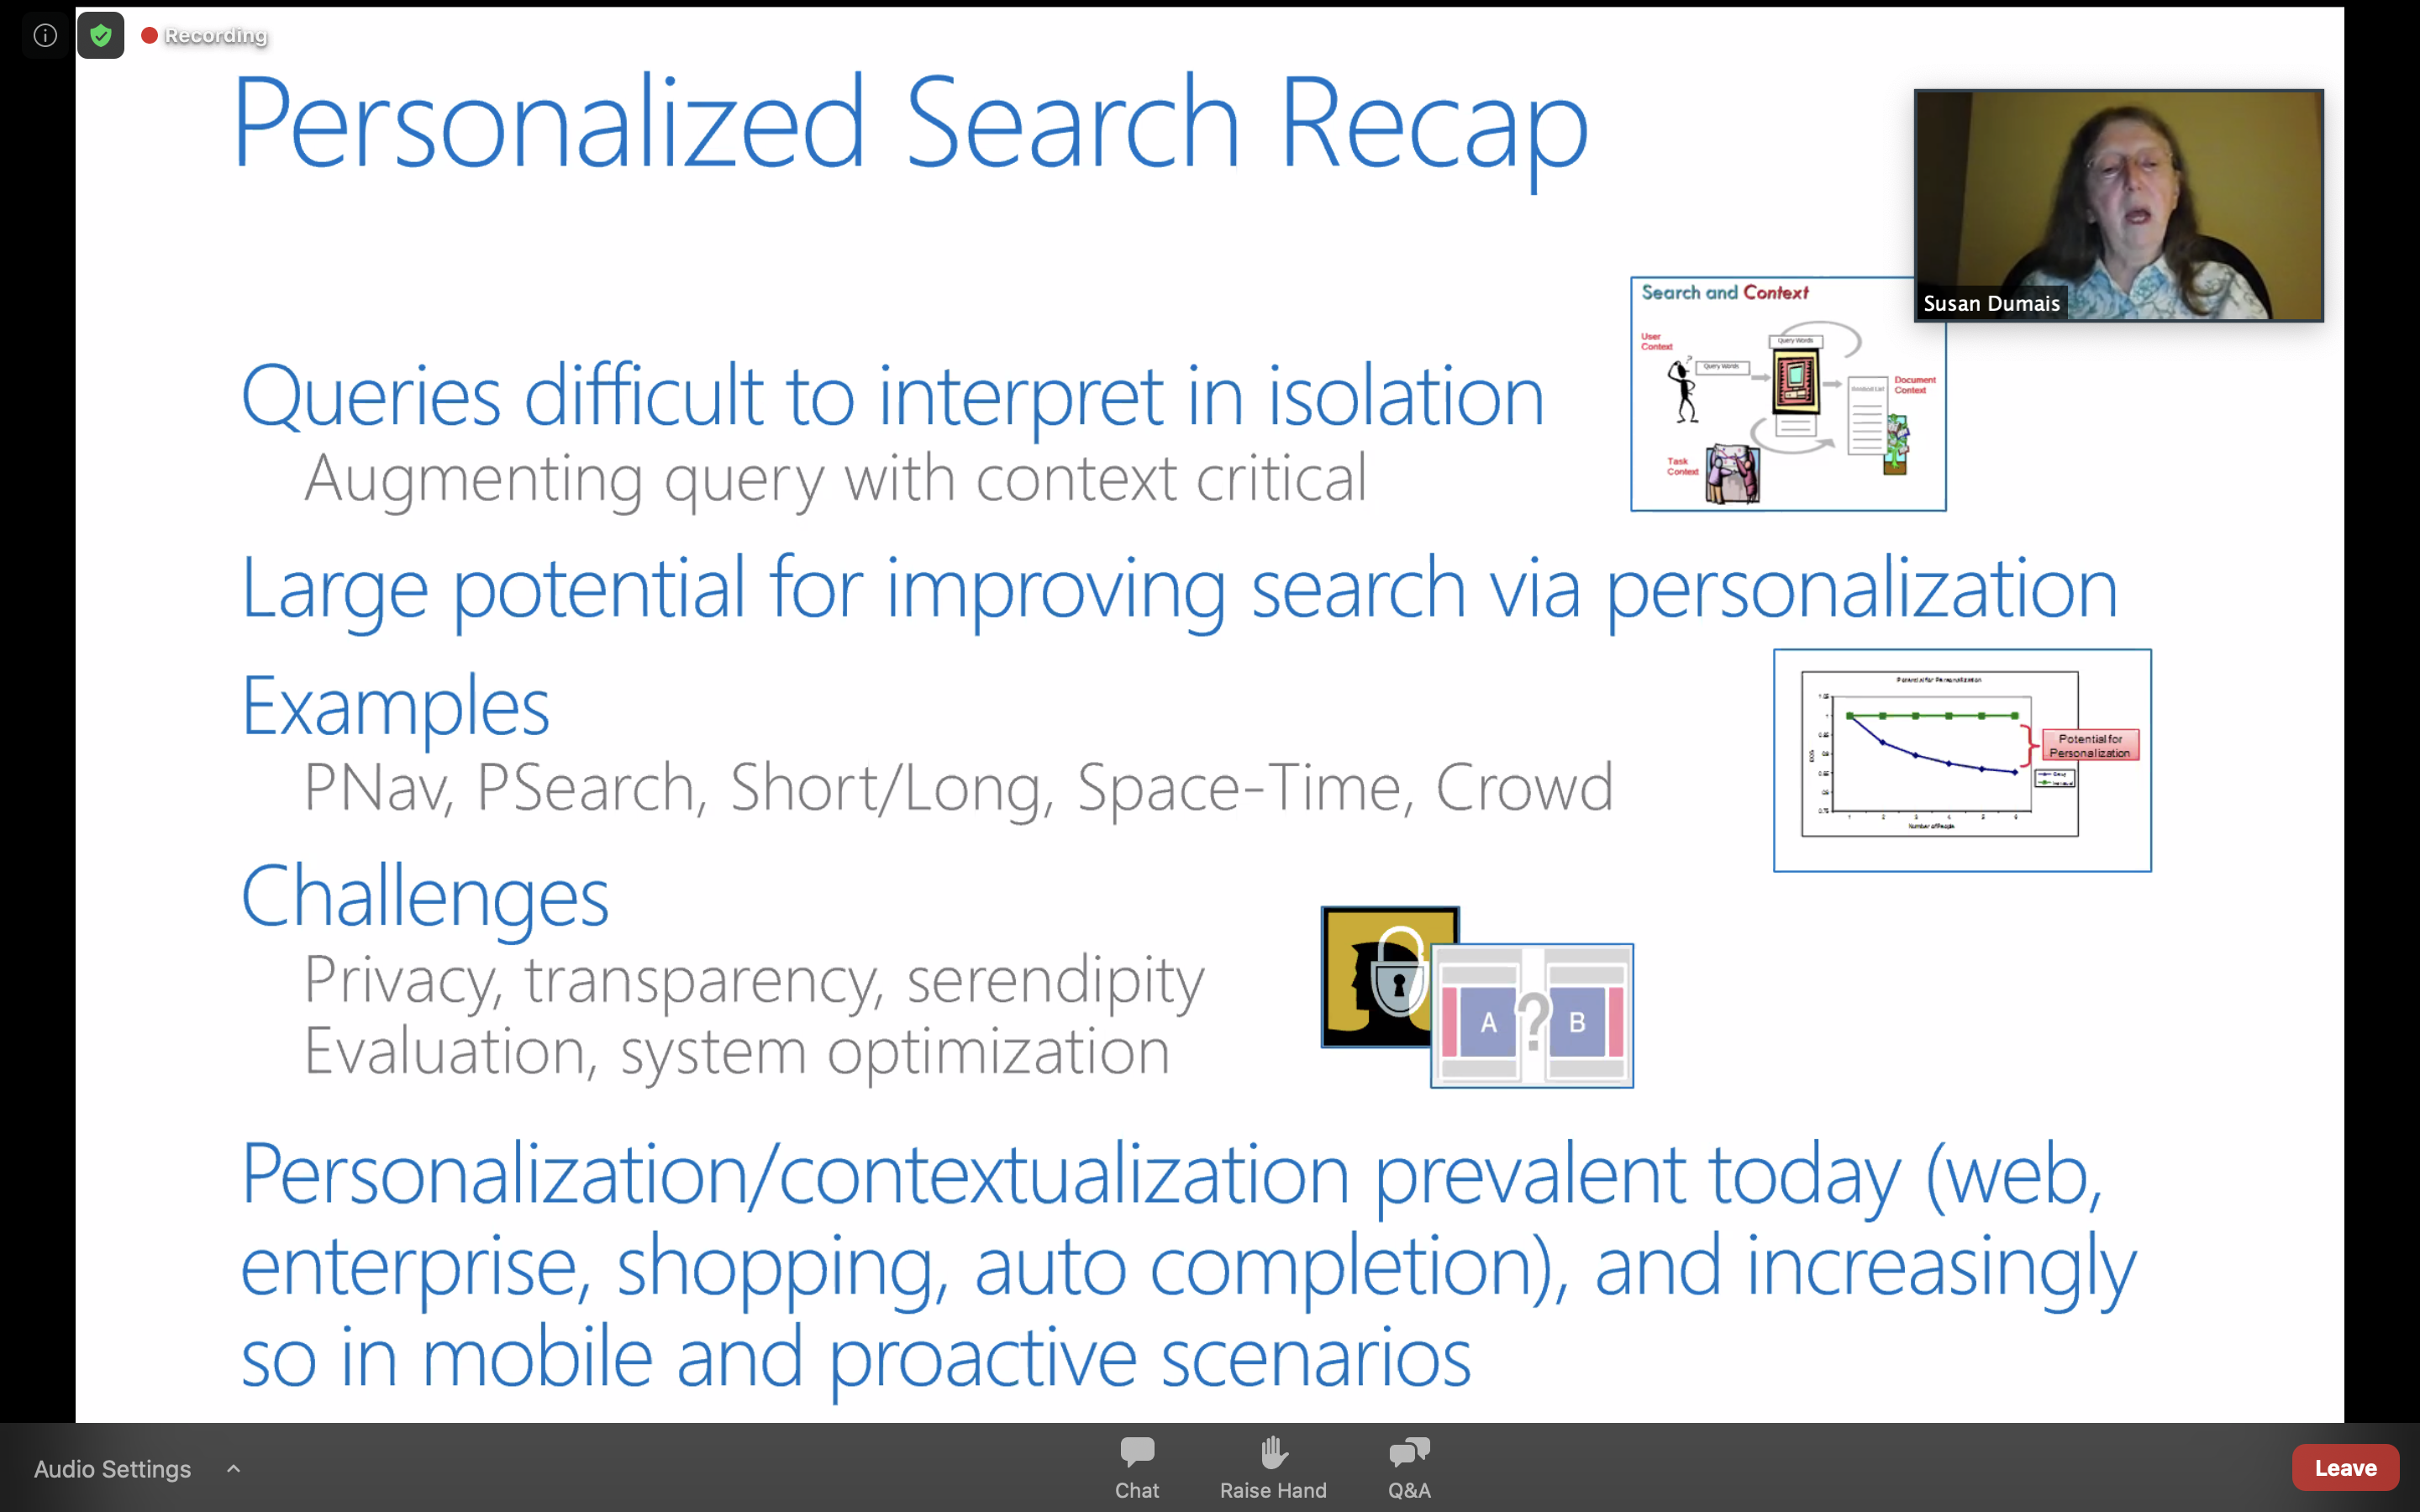 Recording
Personalized Search Recap
Susan Dumais
Search and Context
User
Context
Query Words
Query Words
Document
Context
Task
Context
Queries difficult to interpret in isolation
Augmenting query with context critical
Large potential for improving search via personalization
Examples
PNav, PSearch, Short/Long, Space-Time, Crowd
Potential for Personalization
Potential for
Personalization
Number of People
Challenges
Privacy, transparency, serendipity
Evaluation, system optimization
A ? B
Personalization/contextualization prevalent today (web,
enterprise, shopping, auto completion), and increasingly
so in mobile and proactive scenarios
Audio Settings
Chat
Raise Hand
Q&A
Leave